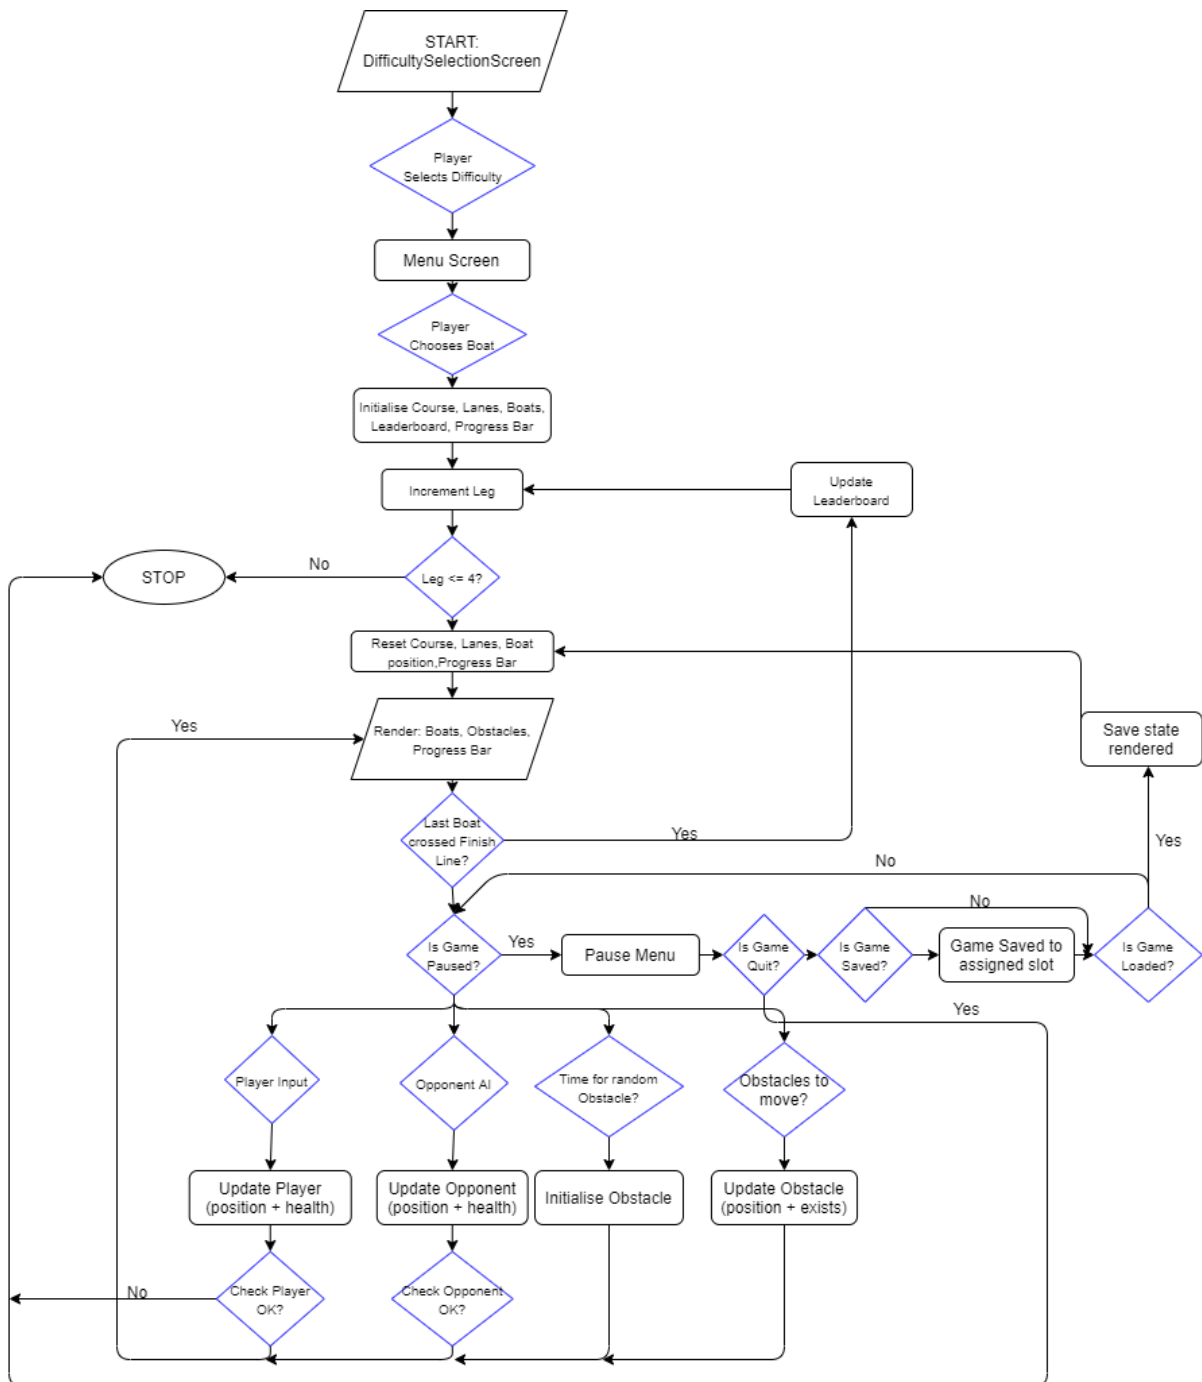 START:
DifficultySelectionScreen
Player
Selects Difficulty
Menu Screen
Player
Chooses Boat
Initialise Course, Lanes, Boats,
Leaderboard, Progress Bar
Increment Leg
Update
Leaderboard
STOP
No
Leg <= 4?
Reset Course, Lanes, Boat
position,Progress Bar
Yes
Render: Boats, Obstacles,
Progress Bar
Save state
rendered
Last Boat
crossed Finish
Line?
Yes
Yes
No
Is Game
Paused?
Yes
Pause Menu
Is Game
Quit?
Is Game
Saved?
No
Game Saved to
assigned slot
Is Game
Loaded?
Yes
Player Input
Opponent AI
Time for random
Obstacle?
Obstacles to
move?
Update Player
(position + health)
Update Opponent
(position + health)
Initialise Obstacle
Update Obstacle
(position + exists)
No
Check Player
OK?
Check Opponent
OK?